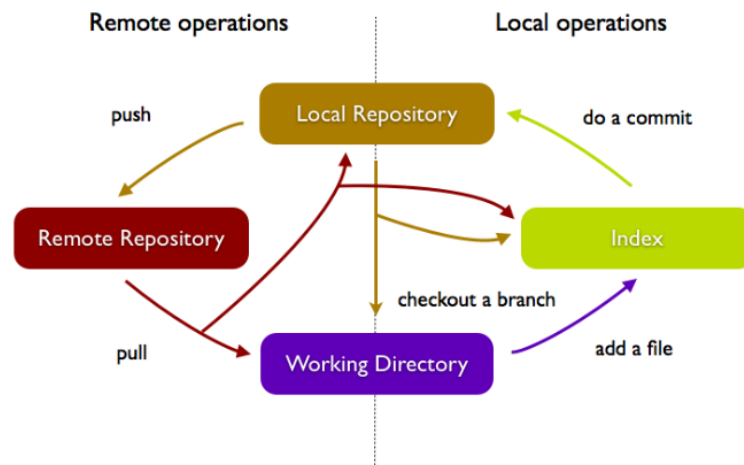 Remote operations
Local operations
push
Local Repository
do a commit
Remote Repository
Index
checkout a branch
pull
Working Directory
add a file